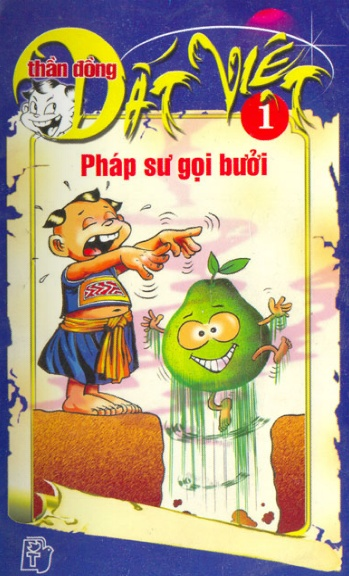 thần đồng
ĐẤT VIỆT
1
Pháp sư gọi bưởi